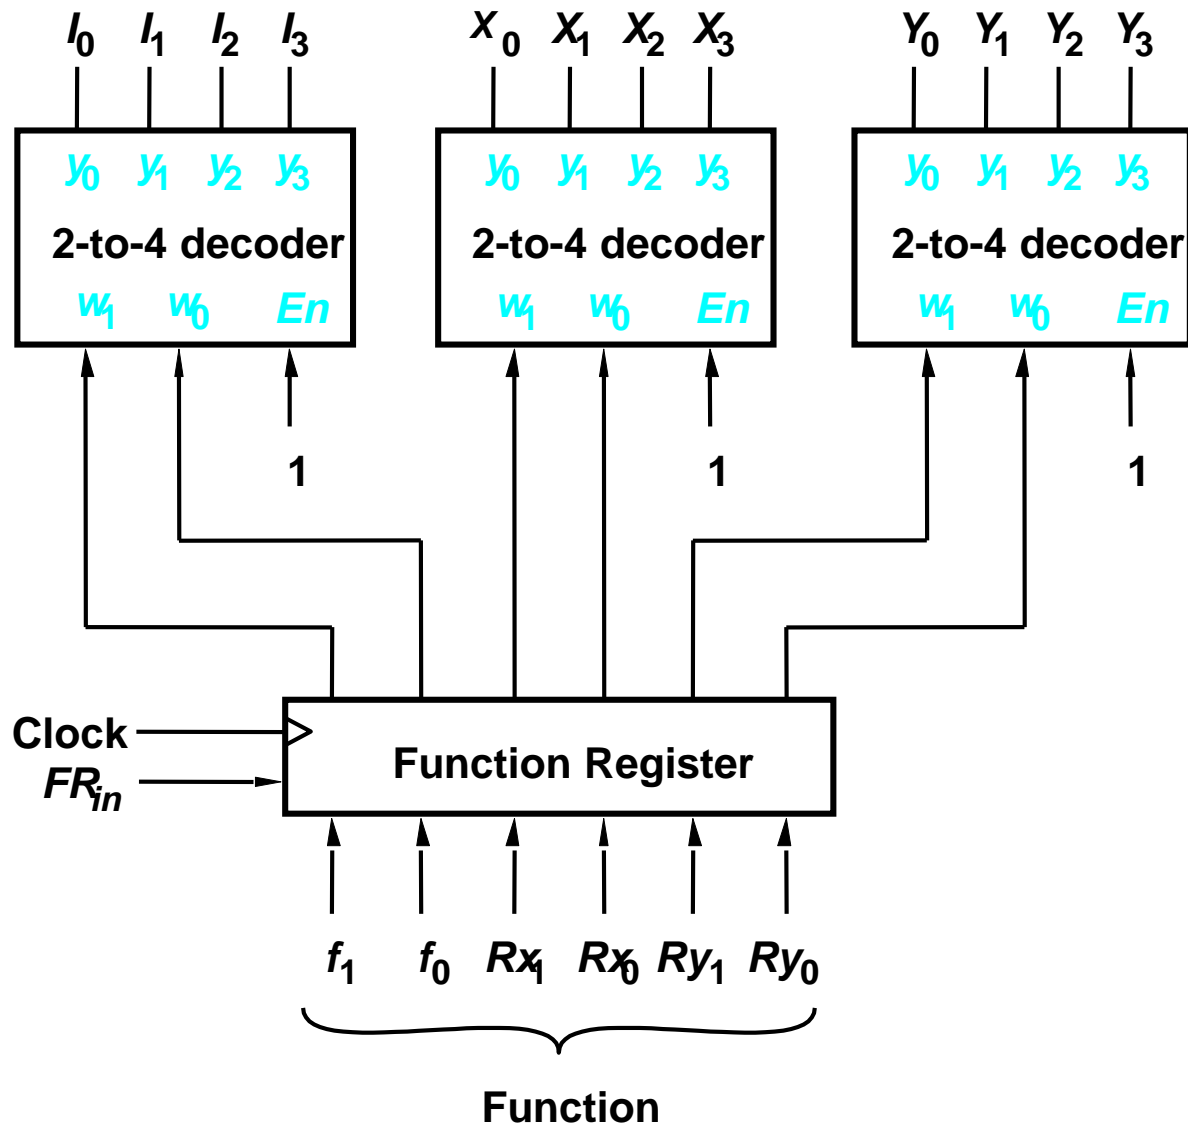 I0 I1 I2 I3 X0 X1 X2 X3 Y0 Y1 Y2 Y3
y0 y1 y2 y3 y0 y1 y2 y3 y0 y1 y2 y3
2-to-4 decoder 2-to-4 decoder 2-to-4 decoder
w1 w0 En w1 w0 En w1 w0 En
1 1 1
Clock
FRin
Function Register
f1 f0 Rx1 Rx0 Ry1 Ry0
Function